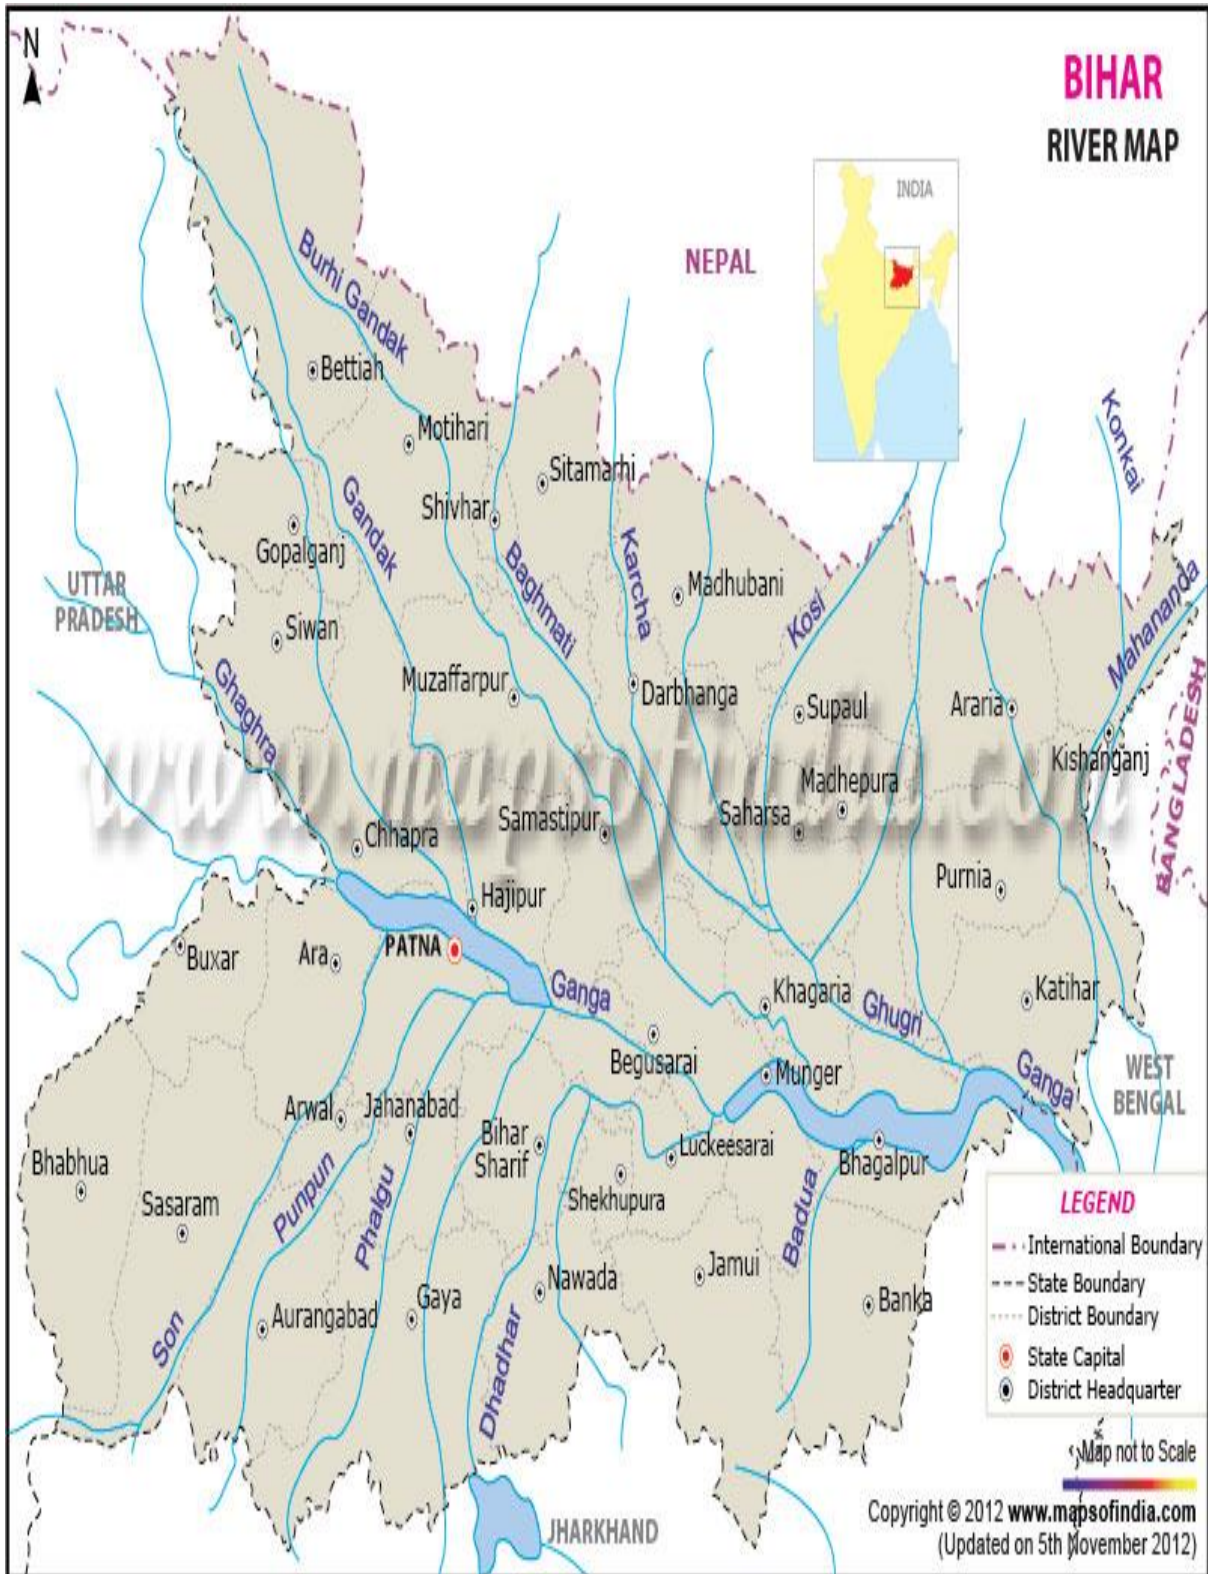 N
BIHAR
RIVER MAP
INDIA
NEPAL
Burhi Gandak
Bettiah
Konkai
Motihari
Sitamarhi
Shivhar
Gandak
Gopalganj
Baghmati
Karcha
Madhubani
Kosi
UTTAR
PRADESH
Siwan
Mahananda
Ghaghra
Muzaffarpur
Darbhanga
Supaul
Araria
Kishanganj
BANGLADESH
www.mapsofindia.com
Madhepura
Chhapra
Samastipur
Saharsa
Purnia
Hajipur
Buxar
Ara
PATNA
Ganga
Khagaria
Ghugri
Katihar
Begusarai
Munger
Ganga
WEST
BENGAL
Arwal
Jahanabad
Bihar
Sharif
Luckeesarai
Bhagalpur
Bhabhua
Sasaram
Punpun
Phalgu
Shekhupura
Badua
Son
Aurangabad
Gaya
Dhadhar
Nawada
Jamui
Banka
LEGEND
International Boundary
State Boundary
District Boundary
State Capital
District Headquarter
JHARKHAND
Map not to Scale
Copyright © 2012 www.mapsofindia.com
(Updated on 5th November 2012)